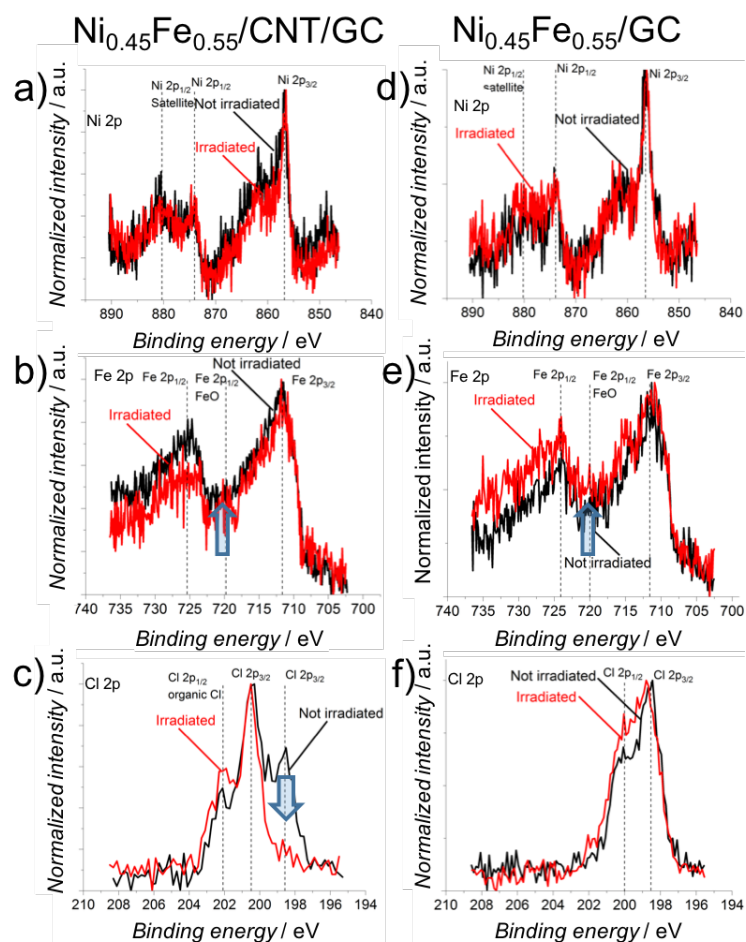 Ni0.45Fe0.55/CNT/GC
Ni0.45Fe0.55/GC
a)
Ni 2p
Ni 2p1/2
Satellite
Ni 2p1/2
Ni 2p3/2
Not irradiated
Irradiated
Normalized intensity / a.u.
890 880 870 860 850 840
Binding energy / eV
d)
Ni 2p
Ni 2p1/2
satellite
Ni 2p1/2
Ni 2p3/2
Not irradiated
Irradiated
Normalized intensity / a.u.
890 880 870 860 850 840
Binding energy / eV
b)
Fe 2p
Fe 2p1/2
Fe 2p1/2
FeO
Fe 2p3/2
Not irradiated
Irradiated
Normalized intensity / a.u.
740 735 730 725 720 715 710 705 700
Binding energy / eV
e)
Fe 2p
Fe 2p1/2
Fe 2p1/2
FeO
Fe 2p3/2
Irradiated
Not irradiated
Normalized intensity / a.u.
740 735 730 725 720 715 710 705 700
Binding energy / eV
c)
Cl 2p
Cl 2p1/2
organic Cl
Cl 2p3/2
Cl 2p3/2
Irradiated
Not irradiated
Normalized intensity / a.u.
210 208 206 204 202 200 198 196 194
Binding energy / eV
f)
Cl 2p
Not irradiated
Irradiated
Cl 2p1/2
Cl 2p3/2
Normalized intensity / a.u.
210 208 206 204 202 200 198 196 194
Binding energy / eV